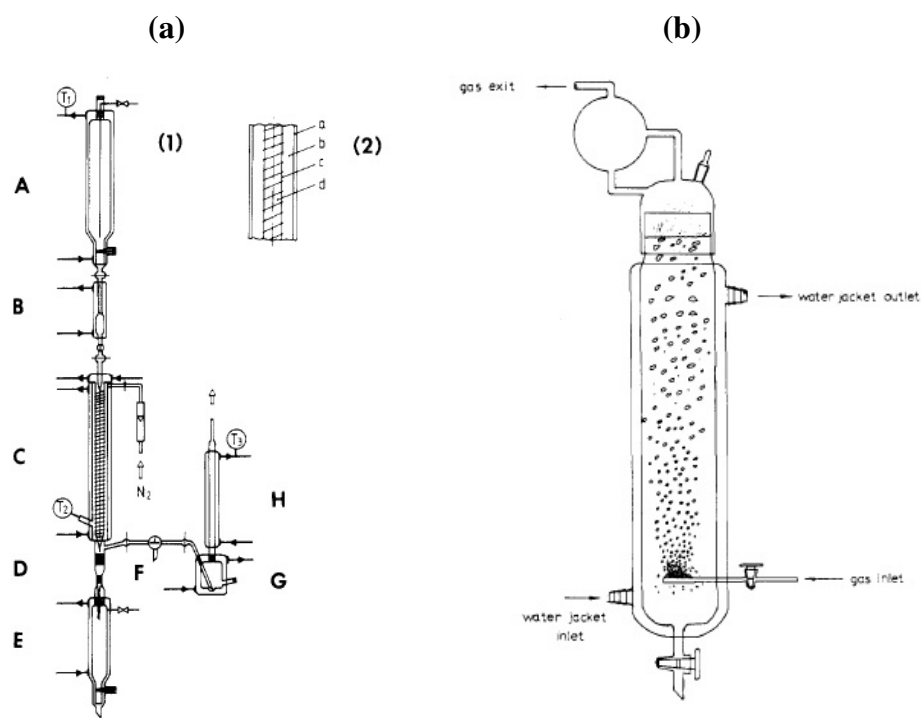 (a)
(b)
T1
(1)
a
b
c
d
(2)
A
B
C
N2
T2
T3
D
E
F
G
H
gas exit
water jacket outlet
gas inlet
water jacket
inlet